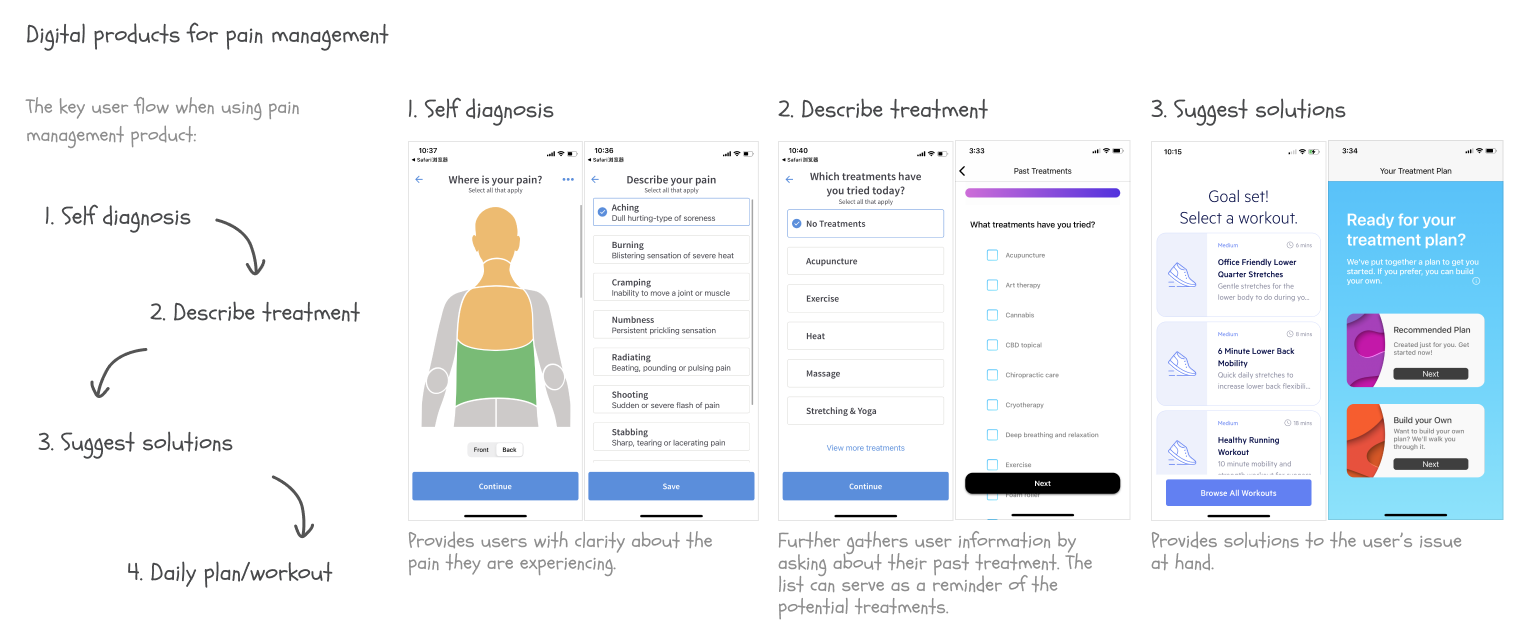 Digital products for pain management
The key user flow when using pain
management product:
1. Self diagnosis
2. Describe treatment
3. Suggest solutions
4. Daily plan/workout
1. Self diagnosis
10:37
Safari浏览器
Where is your pain?
Select all that apply
Front
Back
Continue
10:36
Safari浏览器
Describe your pain
Select all that apply
Aching
Dull hurting-type of soreness
Burning
Blistering sensation of severe heat
Cramping
Inability to move a joint or muscle
Numbness
Persistent prickling sensation
Radiating
Beating, pounding or pulsing pain
Shooting
Sudden or severe flash of pain
Stabbing
Sharp, tearing or lacerating pain
Save
Provides users with clarity about the
pain they are experiencing.
2. Describe treatment
10:40
Safari浏览器
Which treatments have
you tried today?
Select all that apply
No Treatments
Acupuncture
Exercise
Heat
Massage
Stretching & Yoga
View more treatments
Continue
3:33
Past Treatments
What treatments have you tried?
Acupuncture
Art therapy
Cannabis
CBD topical
Chiropractic care
Cryotherapy
Deep breathing and relaxation
Exercise
Next
Foam roller
Further gathers user information by
asking about their past treatment. The
list can serve as a reminder of the
potential treatments.
3. Suggest solutions
10:15
Goal set!
Select a workout.
Medium
6 mins
Office Friendly Lower
Quarter Stretches
Gentle stretches for the
lower body to do during yo...
Medium
8 mins
6 Minute Lower Back
Mobility
Quick daily stretches to
increase lower back flexibili...
Medium
18 mins
Healthy Running
Workout
10 minute mobility and
Browse All Workouts
3:34
Your Treatment Plan
Ready for your
treatment plan?
We've put together a plan to get you
started. If you prefer, you can build
your own.
Recommended Plan
Created just for you. Get
started now!
Next
Build your Own
Want to build your own
plan? We'll walk you
through it.
Next
Provides solutions to the user's issue
at hand.